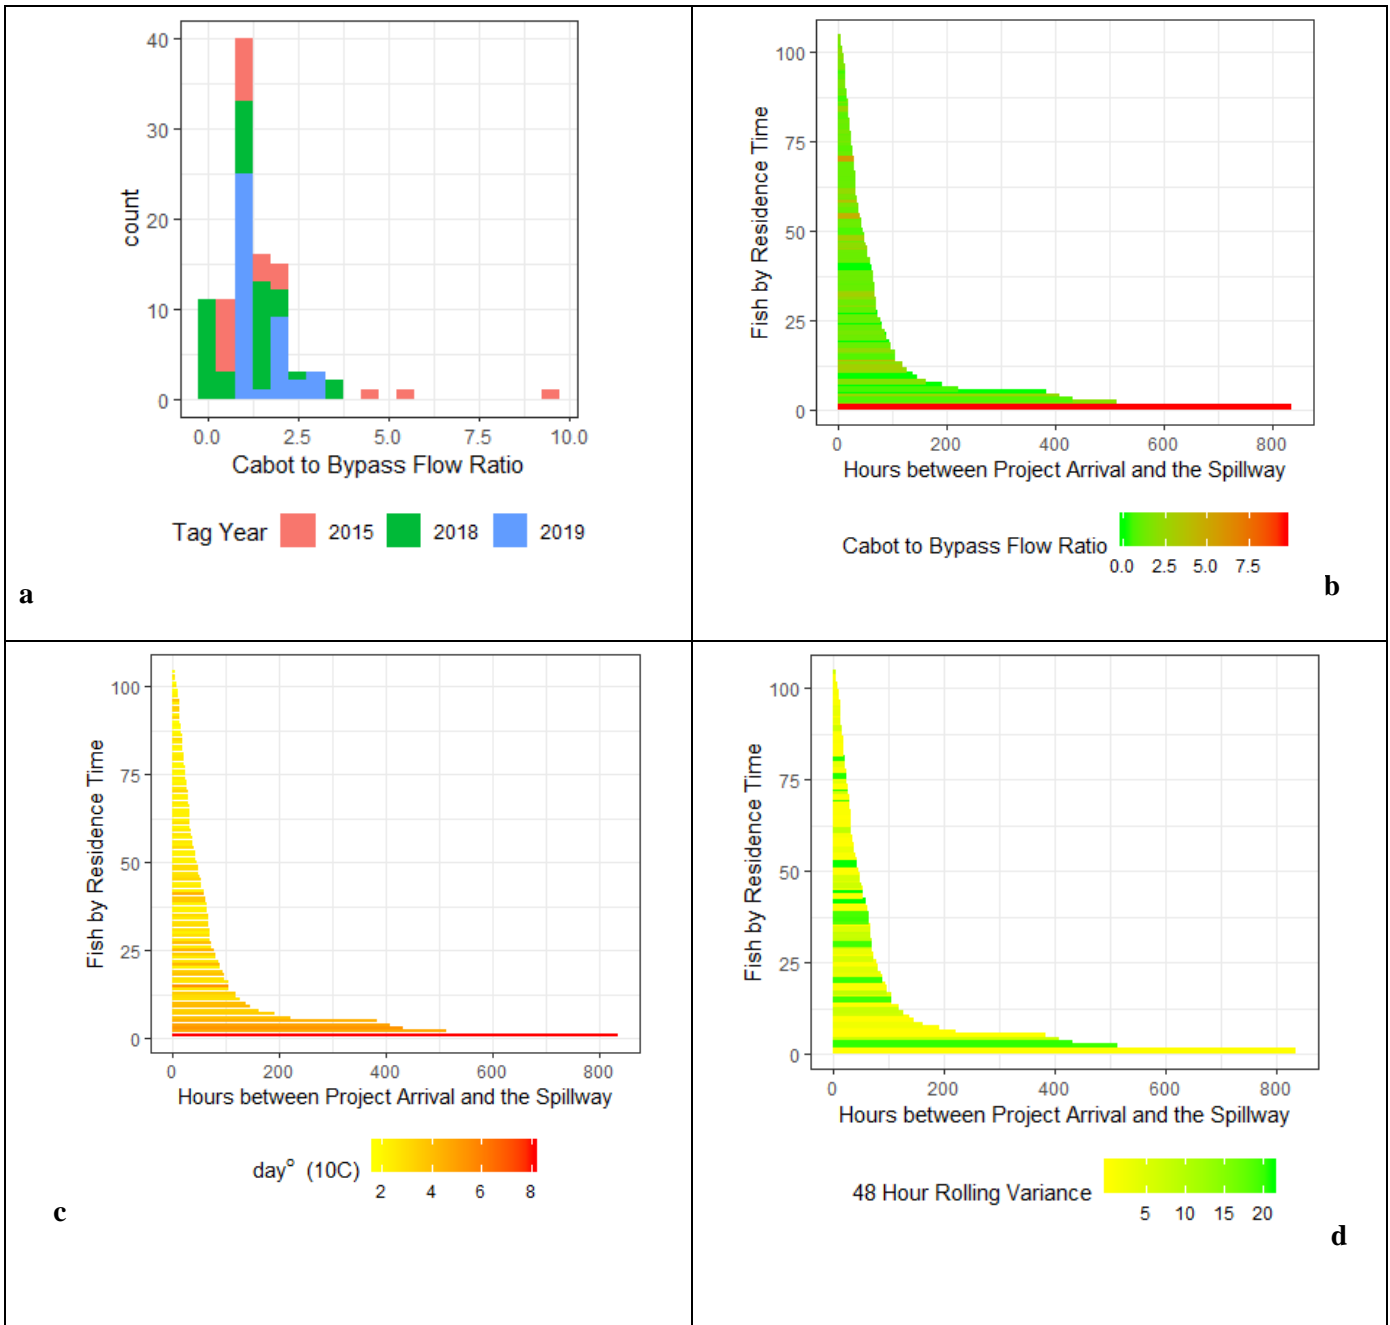 40
30
20
10
0
count
0.0 2.5 5.0 7.5 10.0
Cabot to Bypass Flow Ratio
Tag Year 2015 2018 2019
a
100
75
50
25
0
Fish by Residence Time
0 200 400 600 800
Hours between Project Arrival and the Spillway
Cabot to Bypass Flow Ratio
0.0 2.5 5.0 7.5
b
100
75
50
25
0
Fish by Residence Time
0 200 400 600 800
Hours between Project Arrival and the Spillway
day° (10C)
2 4 6 8
c
100
75
50
25
0
Fish by Residence Time
0 200 400 600 800
Hours between Project Arrival and the Spillway
48 Hour Rolling Variance
5 10 15 20
d